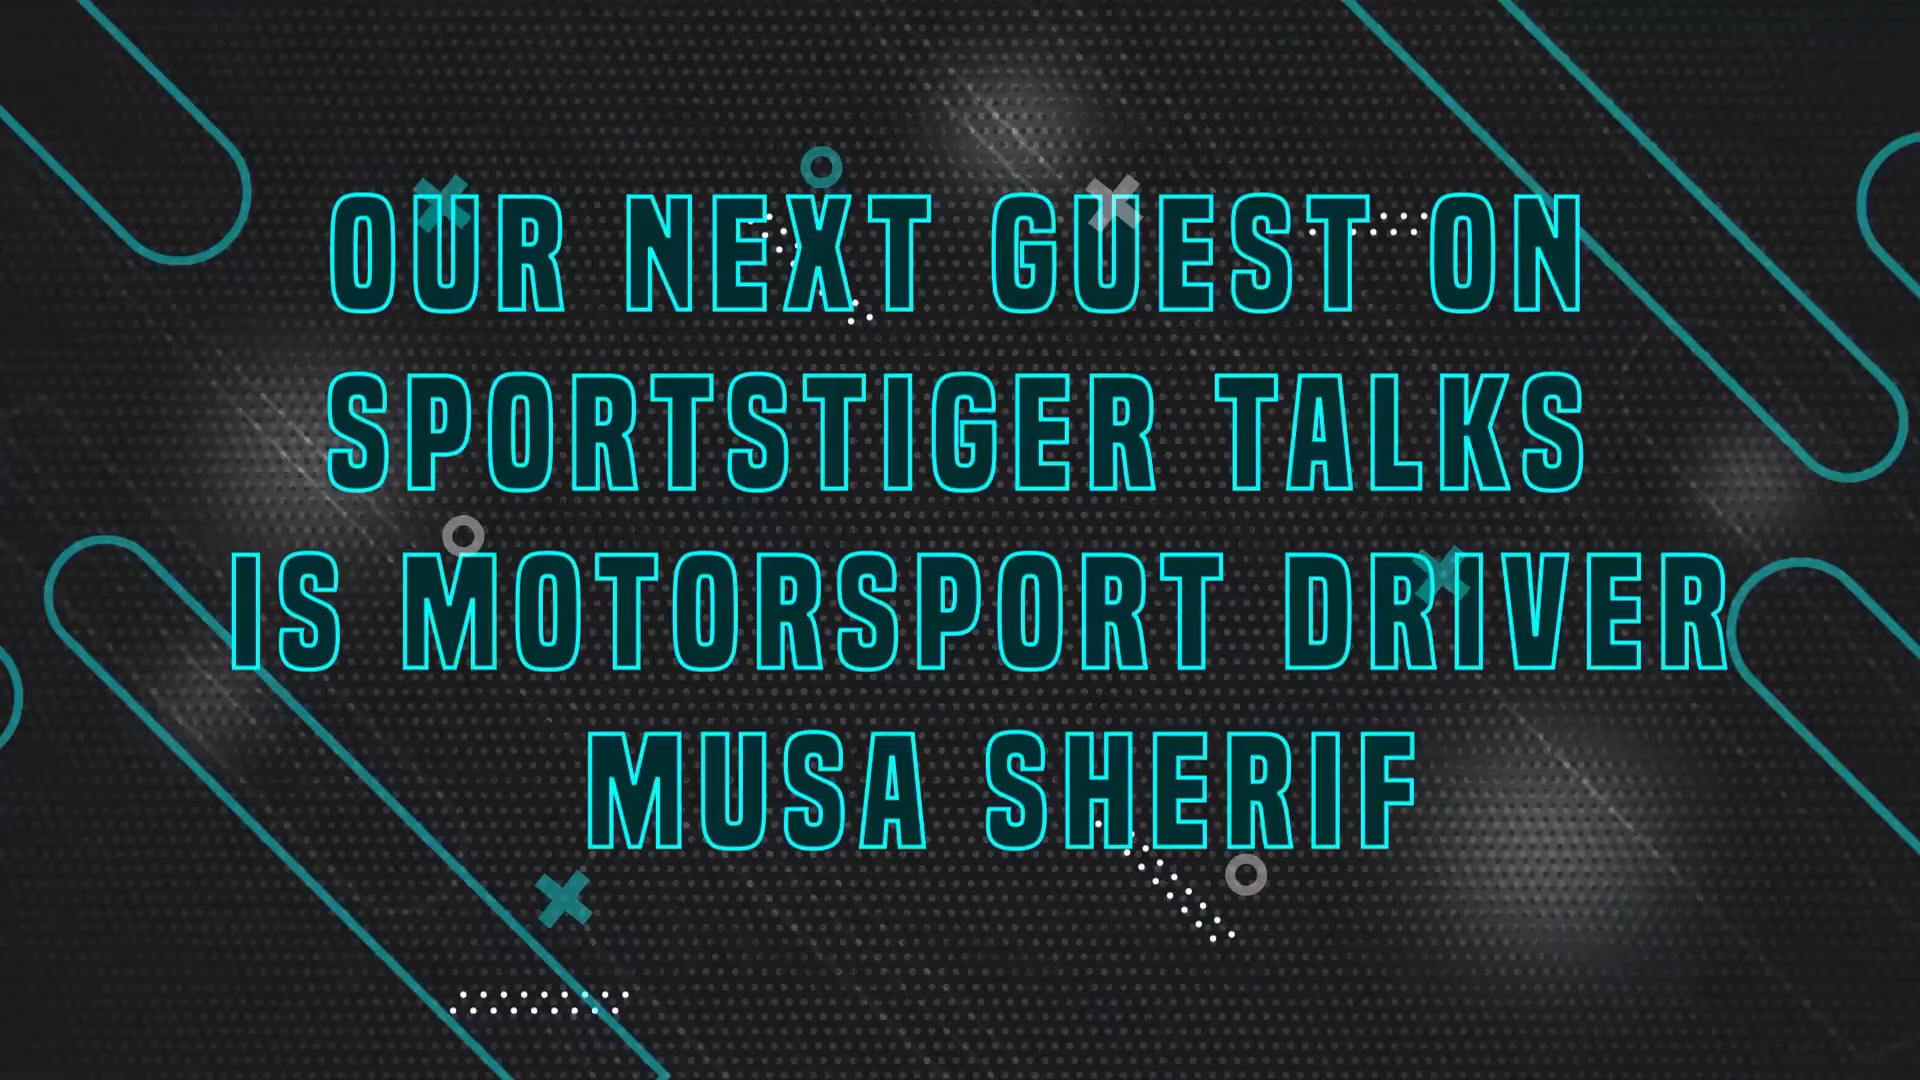 OUR NEXT GUEST ON
SPORTSTIGER TALKS
IS MOTORSPORT DRIVER
MUSA SHERIF